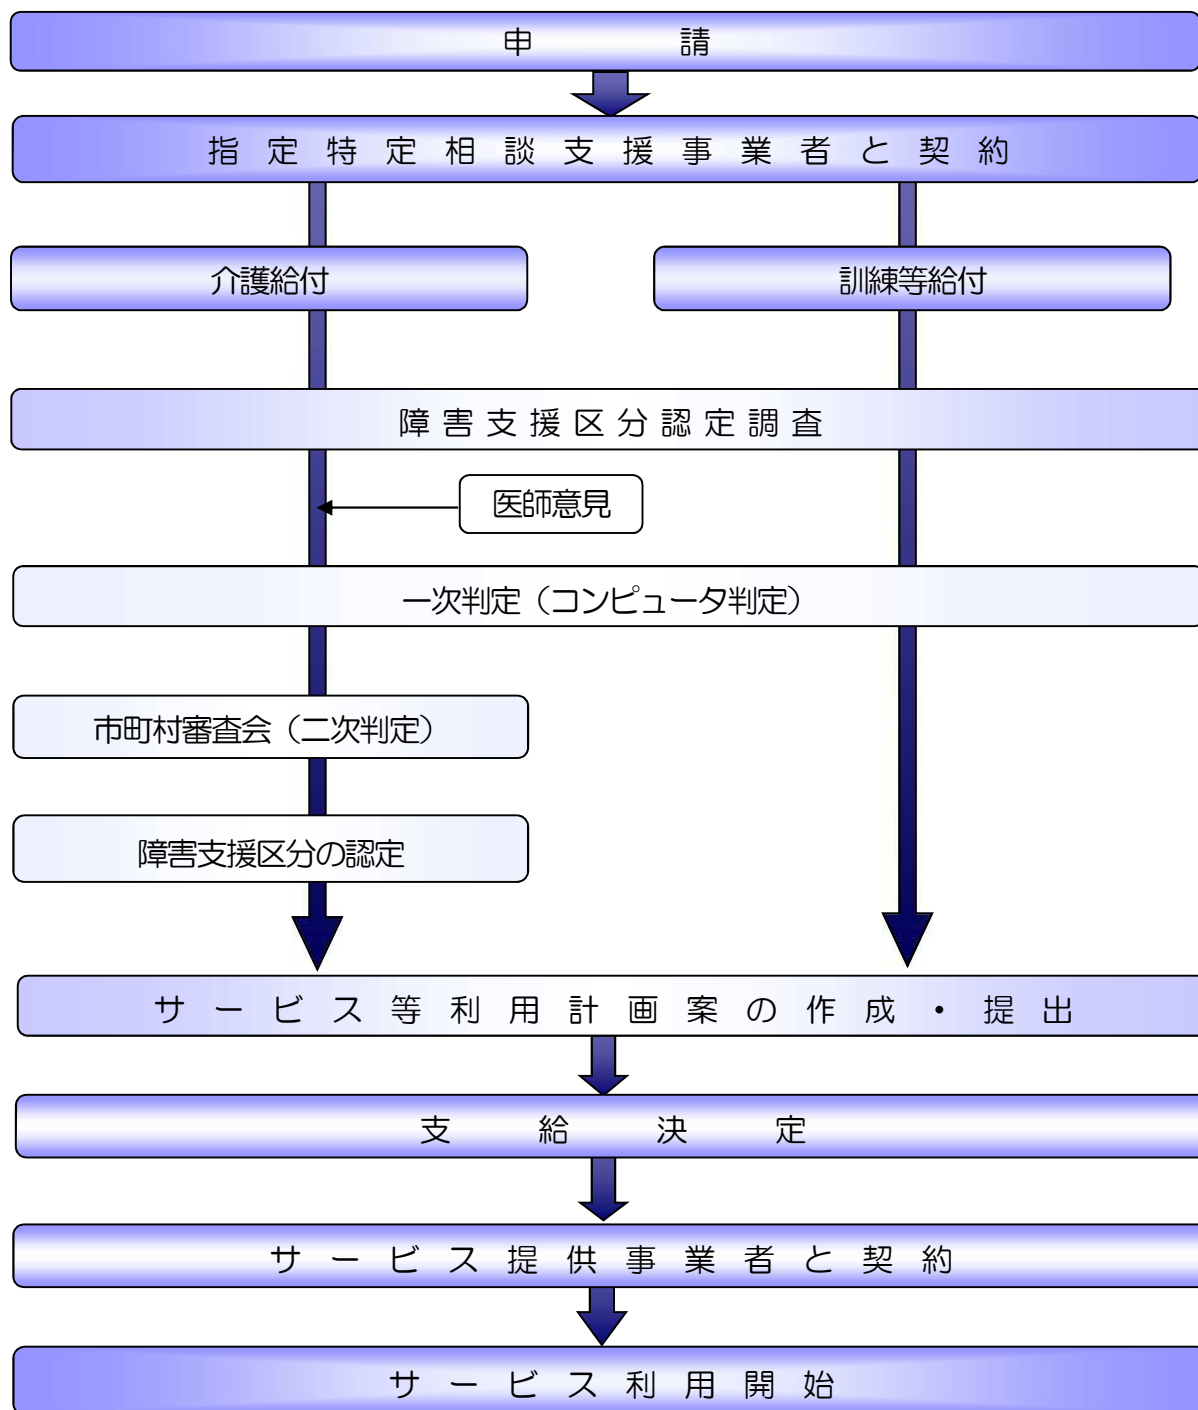 申請
指定特定相談支援事業者と契約
介護給付
訓練等給付
障害支援区分認定調査
医師意見
一次判定（コンピュータ判定）
市町村審査会（二次判定）
障害支援区分の認定
サービス等利用計画案の作成・提出
支給決定
サービス提供事業者と契約
サービス利用開始